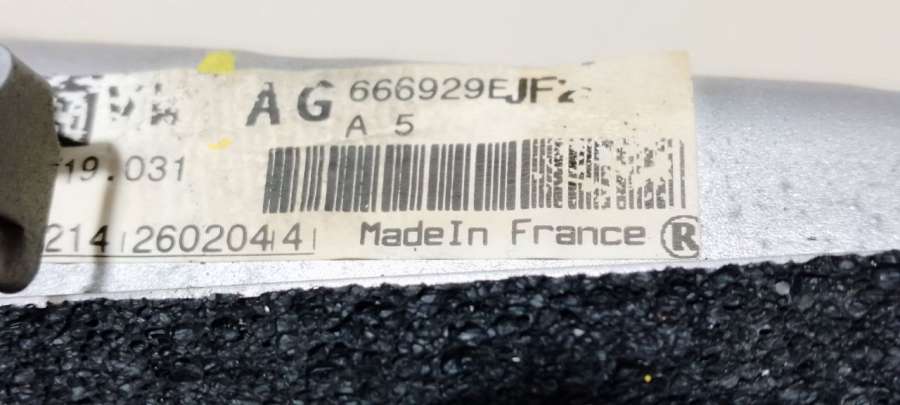 AG 666929EJF
A 5
19.031
214 2602044 MadeIn France ®